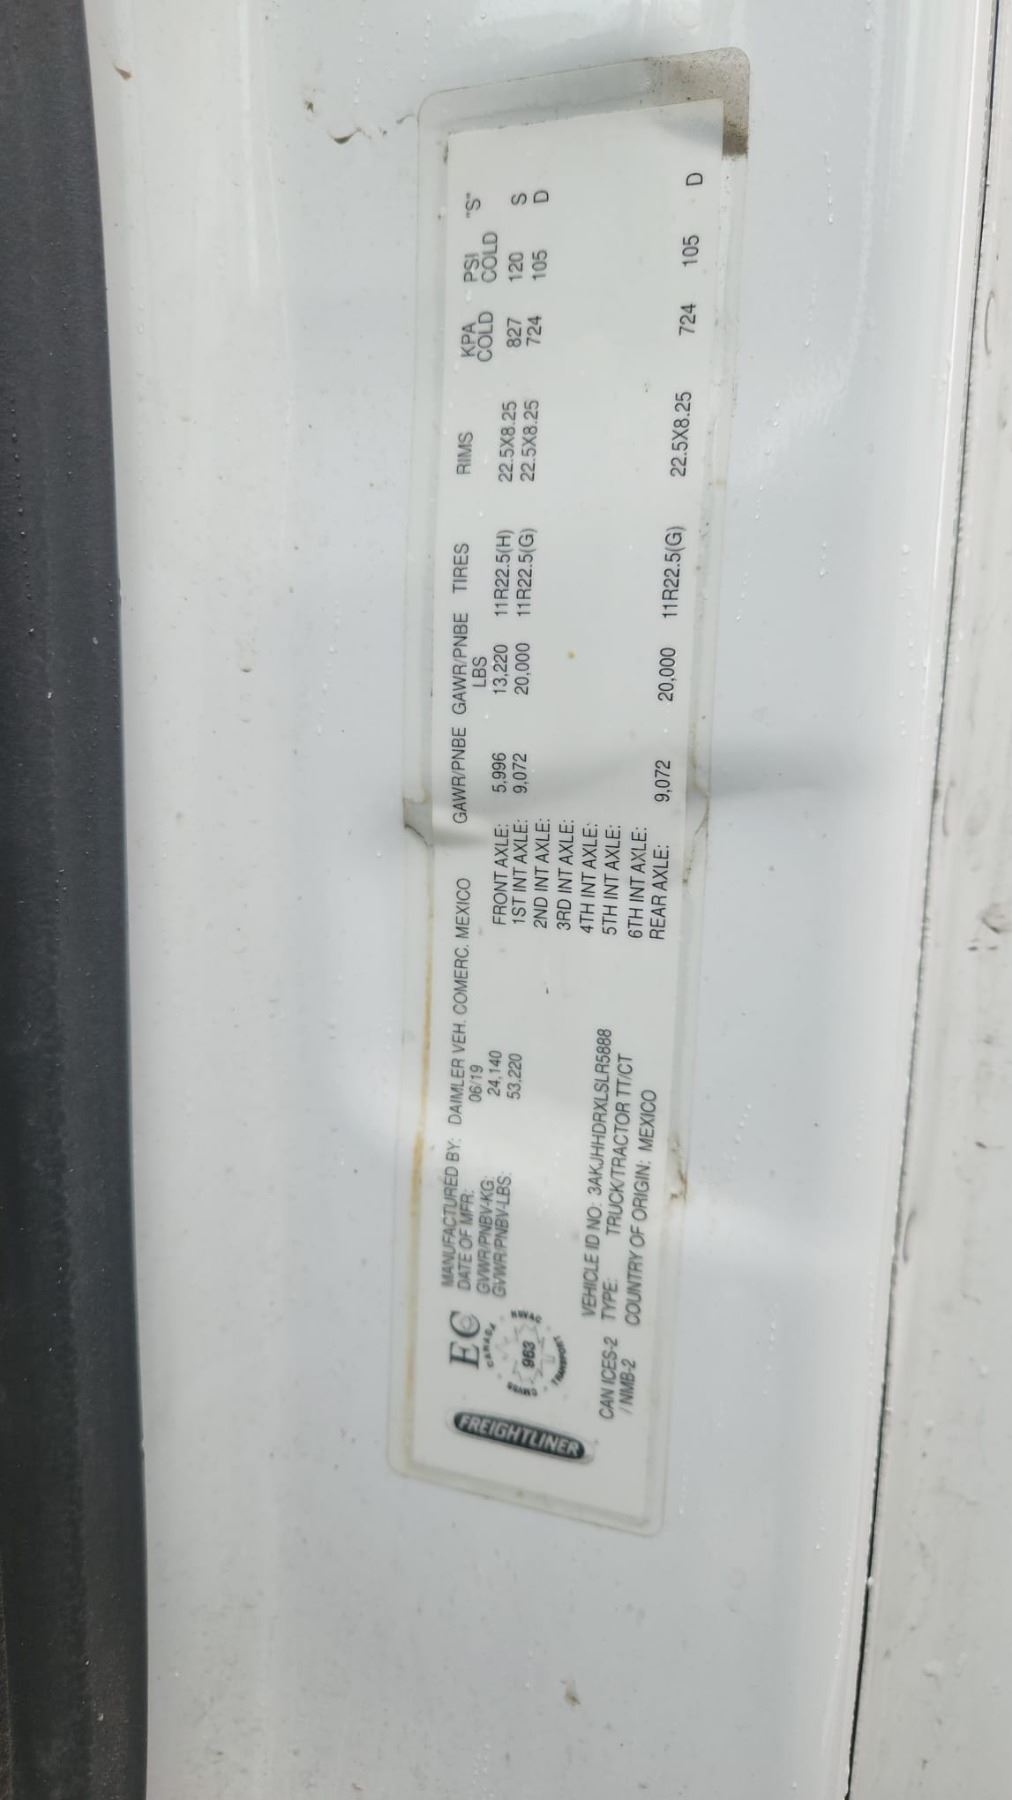 FREIGHTLINER
EC
CANADA
963
TRANSPORT
CAN ICES-2
/ NMB-2
MANUFACTURED BY: DAIMLER VEH. COMERC. MEXICO
DATE OF MFR: 06/19
GVWR/PNBV-KG: 24,140
GVWR/PNBV-LBS: 53,220
VEHICLE ID NO: 3AKJHHDRXLSLR5888
TYPE: TRUCK/TRACTOR TT/CT
COUNTRY OF ORIGIN: MEXICO
GAWR/PNBE GAWR/PNBE TIRES RIMS KPA PSI "S"
LBS COLD COLD
FRONT AXLE: 5,996 13,220 11R22.5(H) 22.5X8.25 827 120 S
1ST INT AXLE: 9,072 20,000 11R22.5(G) 22.5X8.25 724 105 D
2ND INT AXLE:
3RD INT AXLE:
4TH INT AXLE:
5TH INT AXLE:
6TH INT AXLE:
REAR AXLE: 9,072 20,000 11R22.5(G) 22.5X8.25 724 105 D